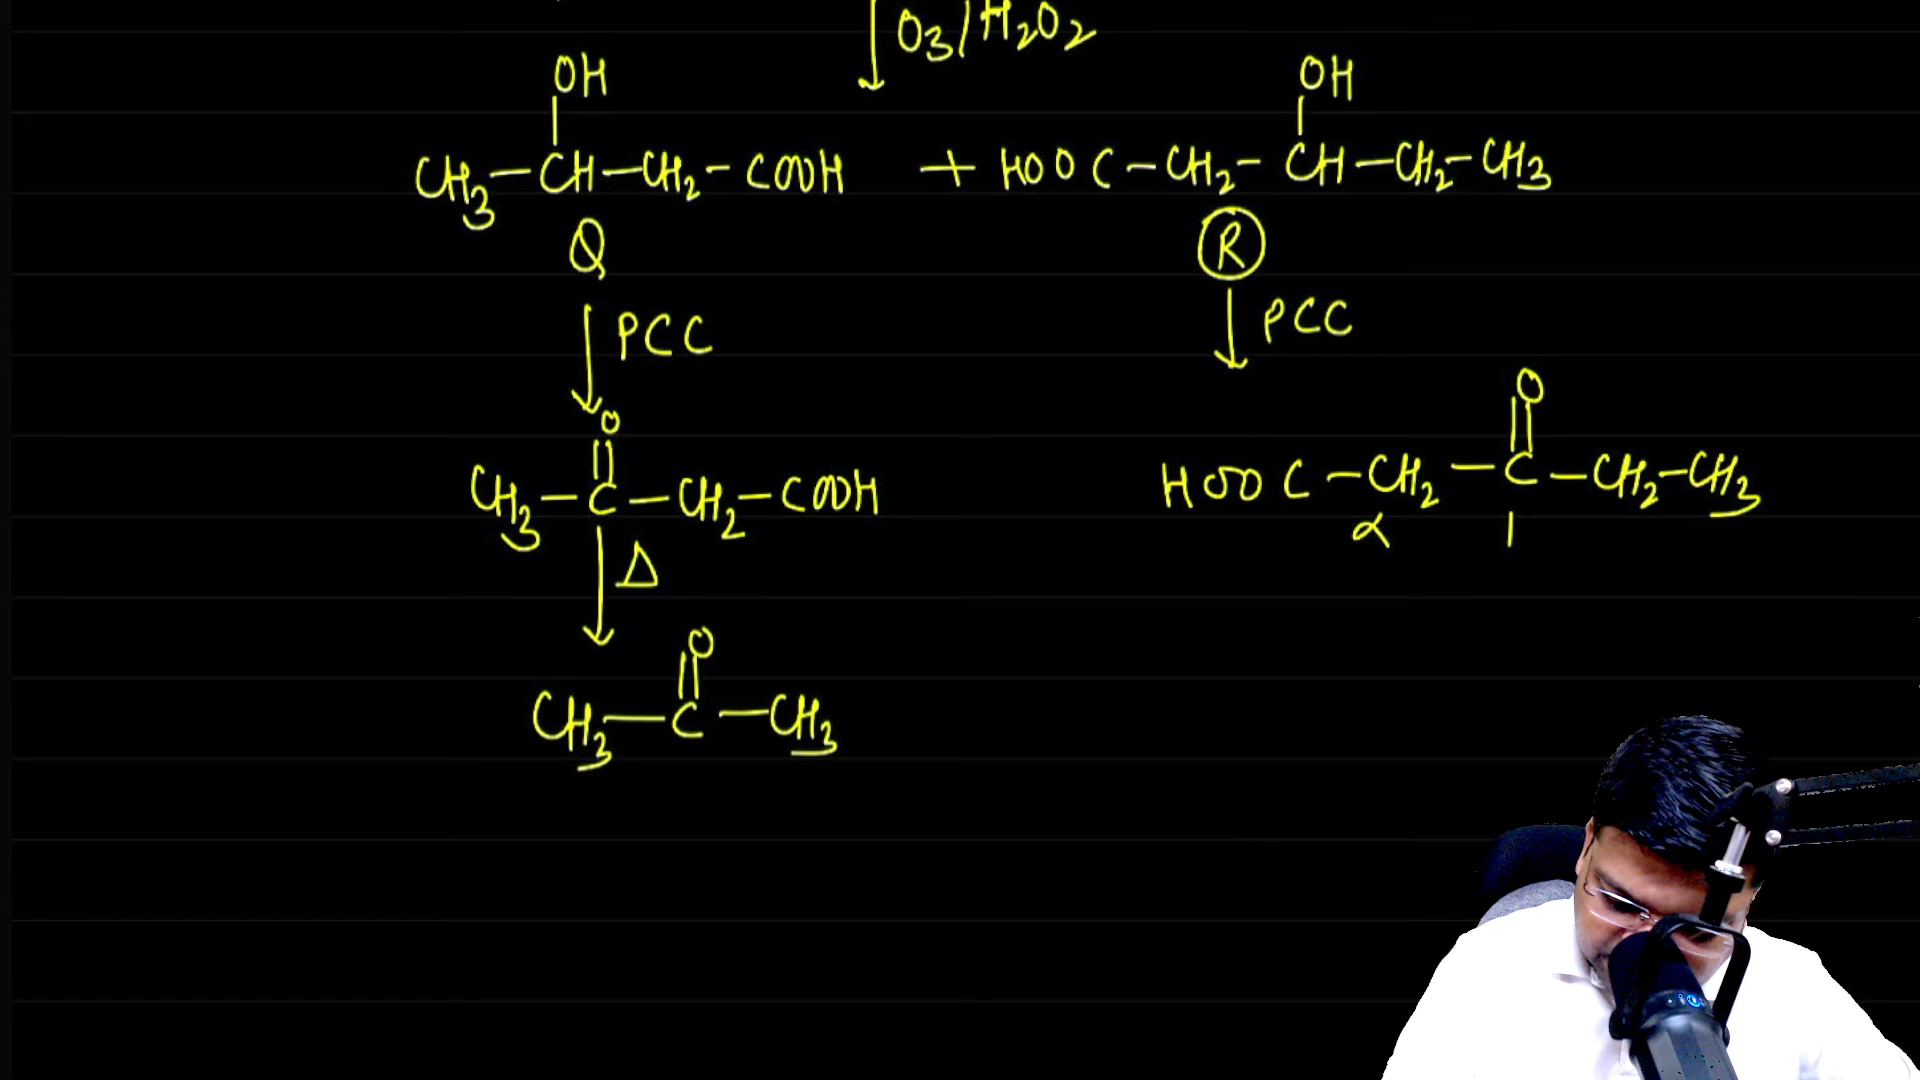 O3/H2O2
OH OH
CH3-CH-CH2-COOH + HOOC-CH2-CH-CH2-CH3
Q R
PCC PCC
O O
CH3-C-CH2-COOH HOOC-CH2-C-CH2-CH3
α
Δ
O
CH3-C-CH3